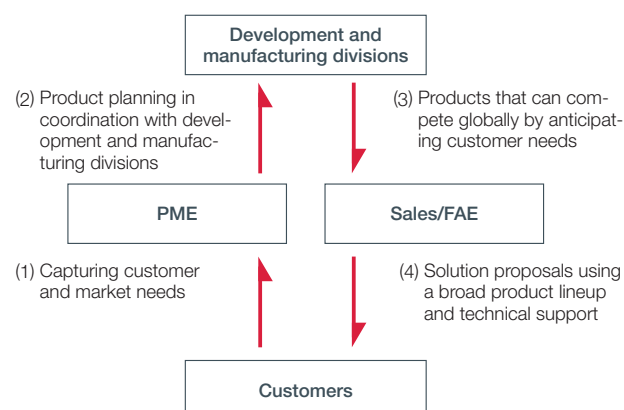 Development and
manufacturing divisions
(2) Product planning in
coordination with devel-
opment and manufac-
turing divisions
(3) Products that can com-
pete globally by anticipat-
ing customer needs
PME
Sales/FAE
(1) Capturing customer
and market needs
(4) Solution proposals using
a broad product lineup
and technical support
Customers